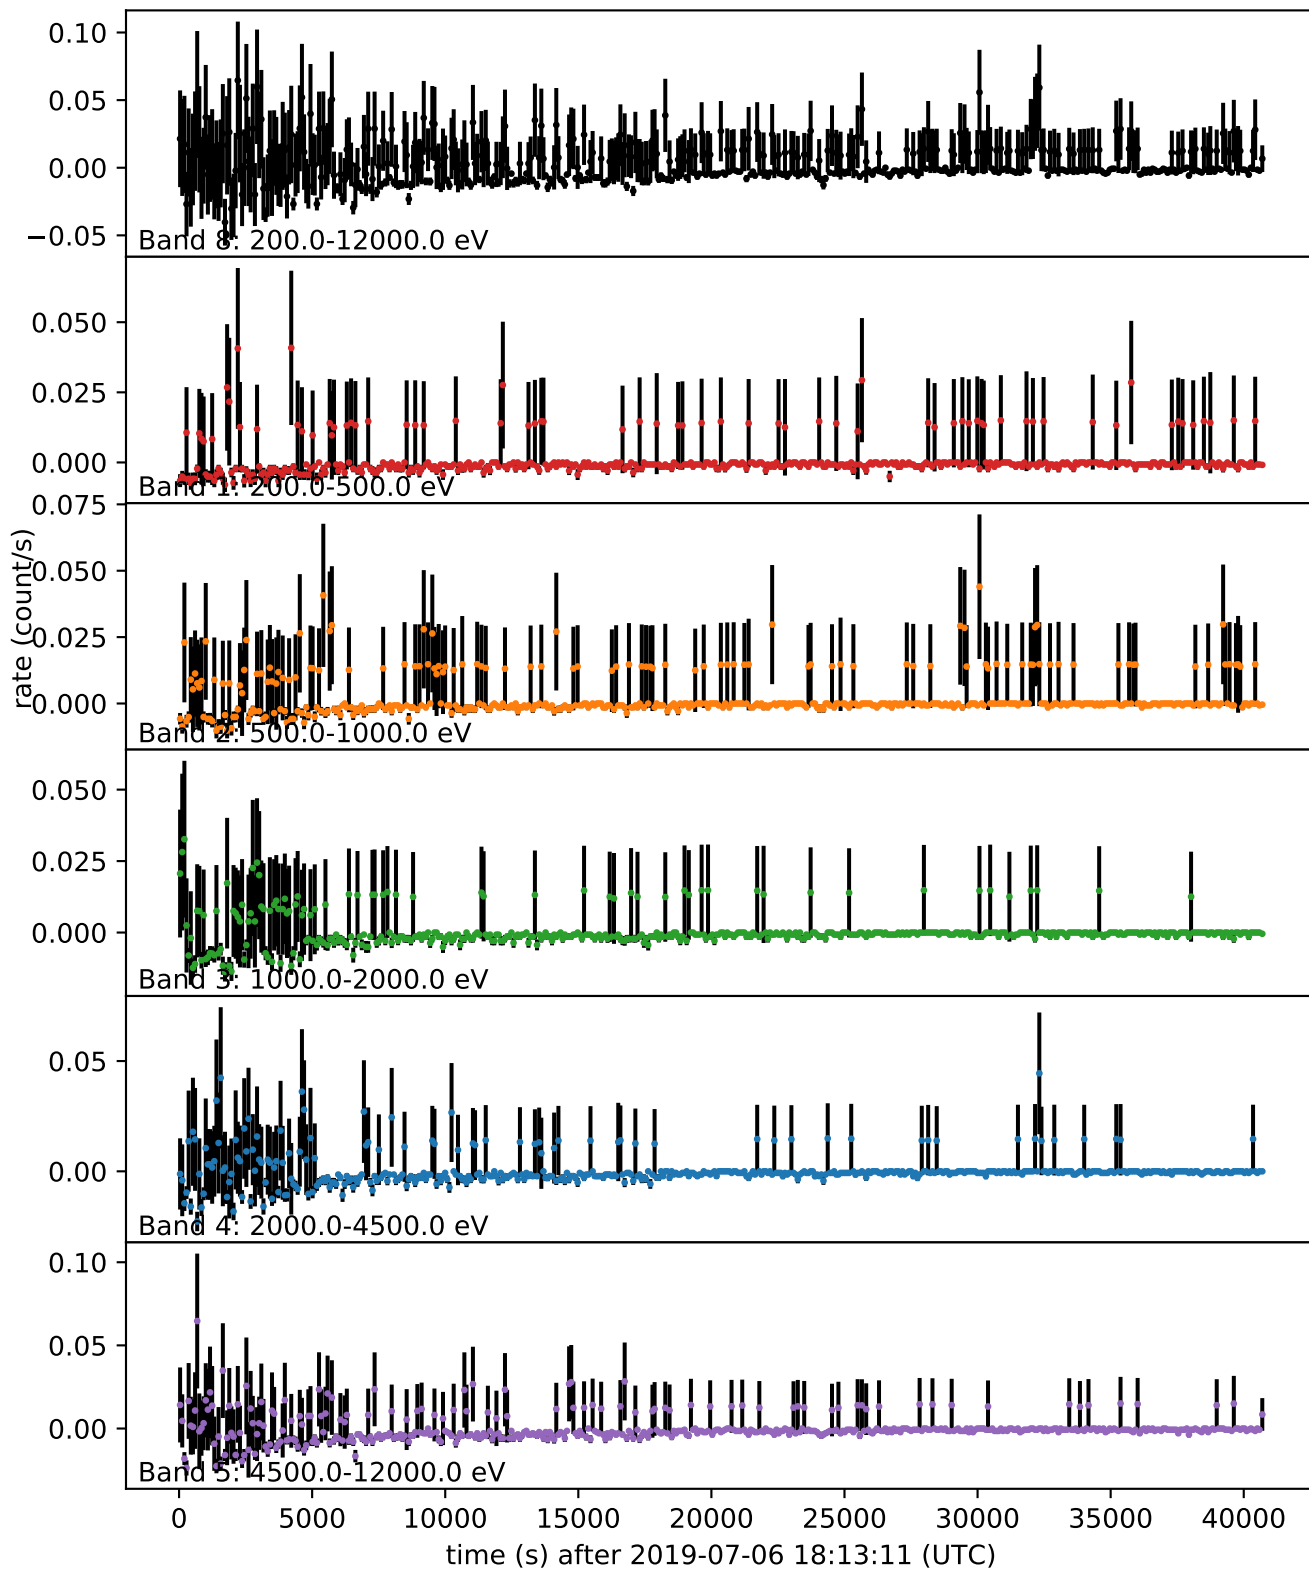 0.10
0.05
0.00
−0.05
Band 8: 200.0-12000.0 eV
0.050
0.025
0.000
Band 1: 200.0-500.0 eV
0.075
0.050
0.025
0.000
rate (count/s)
Band 2: 500.0-1000.0 eV
0.050
0.025
0.000
Band 3: 1000.0-2000.0 eV
0.05
0.00
Band 4: 2000.0-4500.0 eV
0.10
0.05
0.00
Band 5: 4500.0-12000.0 eV
0 5000 10000 15000 20000 25000 30000 35000 40000
time (s) after 2019-07-06 18:13:11 (UTC)